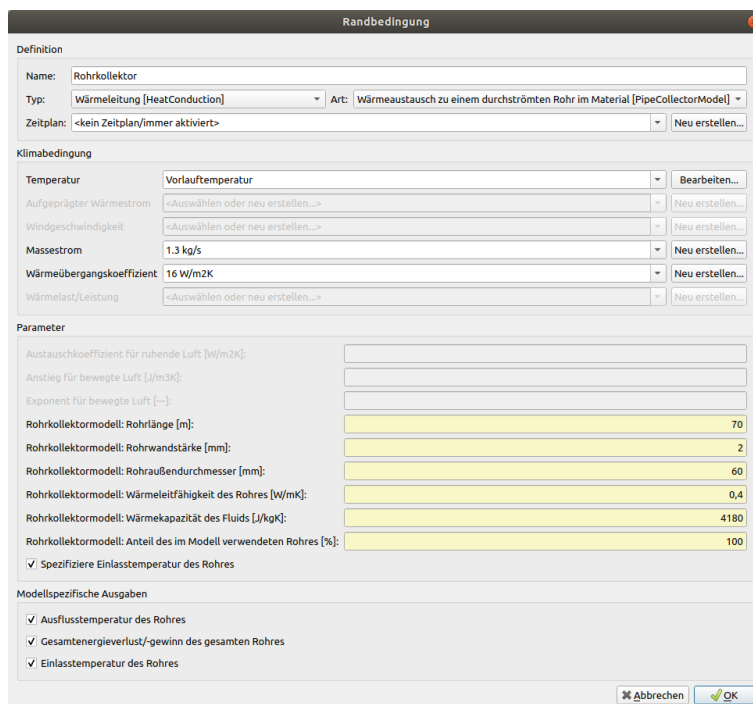 Randbedingung
Definition
Name: Rohrkollektor
Typ: Wärmeleitung [HeatConduction] Art: Wärmeaustausch zu einem durchströmten Rohr im Material [PipeCollectorModel]
Zeitplan: <kein Zeitplan/immer aktiviert> Neu erstellen...
Klimabedingung
Temperatur Vorlauftemperatur Bearbeiten...
Aufgeprägter Wärmestrom <Auswählen oder neu erstellen...> Neu erstellen...
Windgeschwindigkeit <Auswählen oder neu erstellen...> Neu erstellen...
Massestrom 1.3 kg/s Neu erstellen...
Wärmeübergangskoeffizient 16 W/m2K Neu erstellen...
Wärmelast/Leistung <Auswählen oder neu erstellen...> Neu erstellen...
Parameter
Austauschkoeffizient für ruhende Luft [W/m2K]:
Anstieg für bewegte Luft [J/m3K]:
Exponent für bewegte Luft [---]:
Rohrkollektormodell: Rohrlänge [m]: 70
Rohrkollektormodell: Rohrwandstärke [mm]: 2
Rohrkollektormodell: Rohraußendurchmesser [mm]: 60
Rohrkollektormodell: Wärmeleitfähigkeit des Rohres [W/mK]: 0,4
Rohrkollektormodell: Wärmekapazität des Fluids [J/kgK]: 4180
Rohrkollektormodell: Anteil des im Modell verwendeten Rohres [%]: 100
Spezifiziere Einlasstemperatur des Rohres
Modellspezifische Ausgaben
Ausflusstemperatur des Rohres
Gesamtenergieverlust/-gewinn des gesamten Rohres
Einlasstemperatur des Rohres
Abbrechen OK